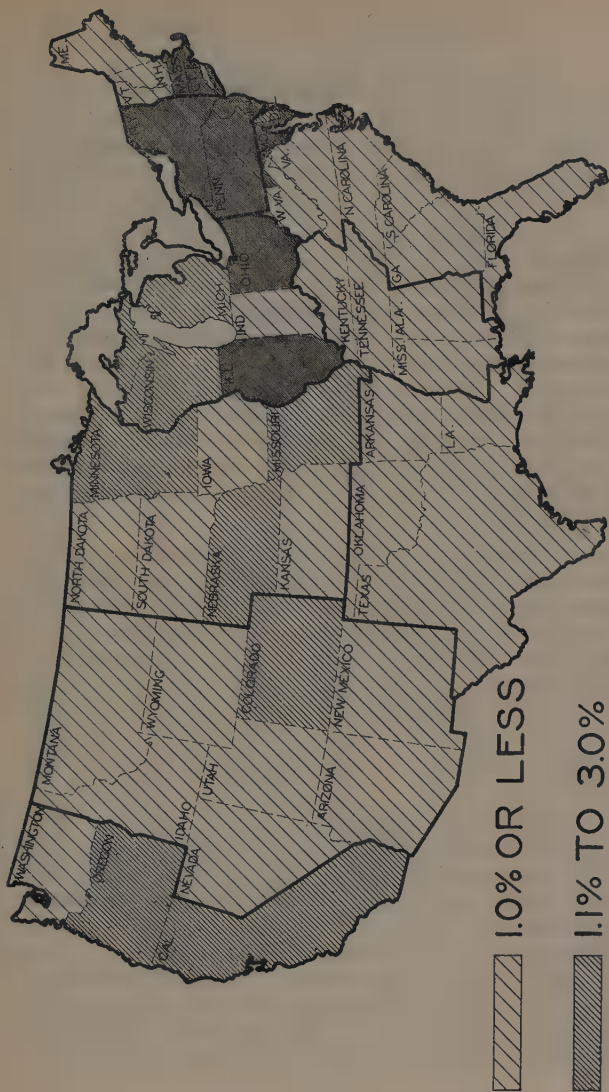 WASHINGTON
MONTANA
NORTH DAKOTA
MINNESOTA
WISCONSIN
MICH
ME.
VT
N.H.
MASS
OREGON
IDAHO
WYOMING
SOUTH DAKOTA
IOWA
ILL
IND
OHIO
PENN
CAL
NEVADA
UTAH
COLORADO
NEBRASKA
KANSAS
MISSOURI
KENTUCKY
W.VA
VA.
ARIZONA
NEW MEXICO
TEXAS
OKLAHOMA
ARKANSAS
TENNESSEE
N. CAROLINA
LA.
MISS
ALA.
GA
S. CAROLINA
FLORIDA
1.0% OR LESS
1.1% TO 3.0%